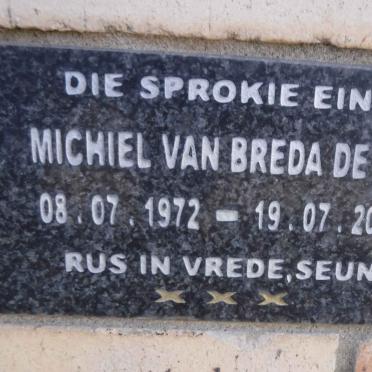 DIE SPROKIE EIN
MICHIEL VAN BREDA DE
08.07.1972 - 19.07.20
RUS IN VREDE, SEUN